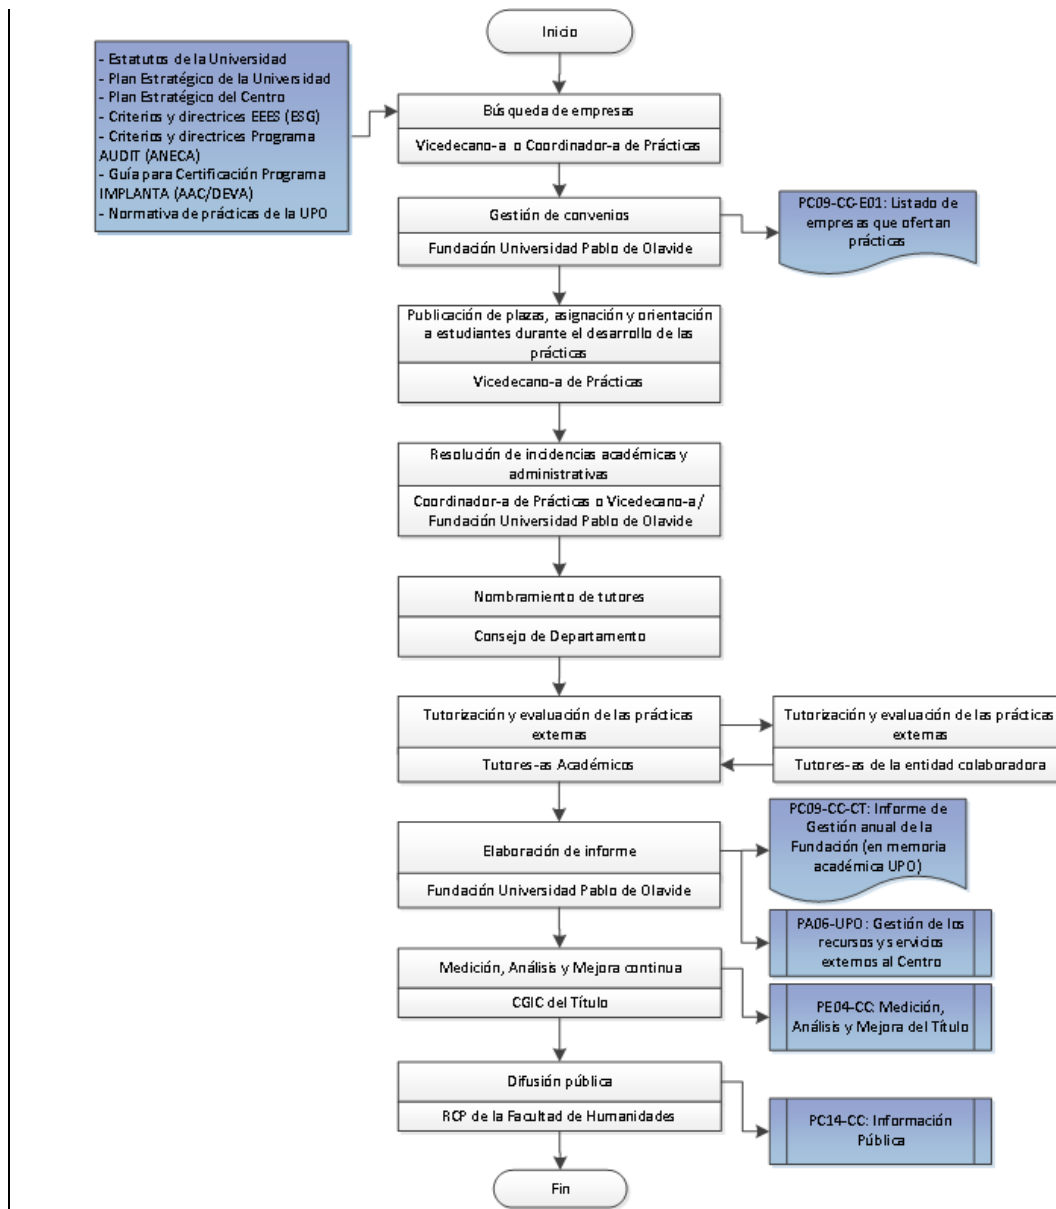 Inicio
- Estatutos de la Universidad
- Plan Estratégico de la Universidad
- Plan Estratégico del Centro
- Criterios y directrices EEES (ESG)
- Criterios y directrices Programa
AUDIT (ANECA)
- Guía para Certificación Programa
IMPLANTA (AAC/DEVA)
- Normativa de prácticas de la UPO
Búsqueda de empresas
Vicedecano-a o Coordinador-a de Prácticas
Gestión de convenios
Fundación Universidad Pablo de Olavide
PC09-CC-E01: Listado de
empresas que ofertan
prácticas
Publicación de plazas, asignación y orientación
a estudiantes durante el desarrollo de las
prácticas
Vicedecano-a de Prácticas
Resolución de incidencias académicas y
administrativas
Coordinador-a de Prácticas o Vicedecano-a/
Fundación Universidad Pablo de Olavide
Nombramiento de tutores
Consejo de Departamento
Tutorización y evaluación de las prácticas
externas
Tutores-as Académicos
Tutorización y evaluación de las prácticas
externas
Tutores-as de la entidad colaboradora
Elaboración de informe
Fundación Universidad Pablo de Olavide
PC09-CC-CT: Informe de
Gestión anual de la
Fundación (en memoria
académica UPO)
PA06-UPO: Gestión de los
recursos y servicios
externos al Centro
Medición, Análisis y Mejora continua
CGIC del Título
PE04-CC: Medición,
Análisis y Mejora del Título
Difusión pública
RCP de la Facultad de Humanidades
PC14-CC: Información
Pública
Fin